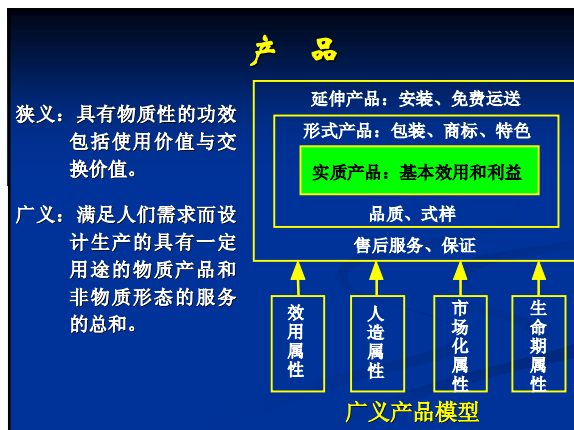 产 品
狭义：具有物质性的功效
包括使用价值与交
换价值。
广义：满足人们需求而设
计生产的具有一定
用途的物质产品和
非物质形态的服务
的总和。
延伸产品：安装、免费运送
形式产品：包装、商标、特色
实质产品：基本效用和利益
品质、式样
售后服务、保证
效用属性
人造属性
市场化属性
生命期属性
广义产品模型